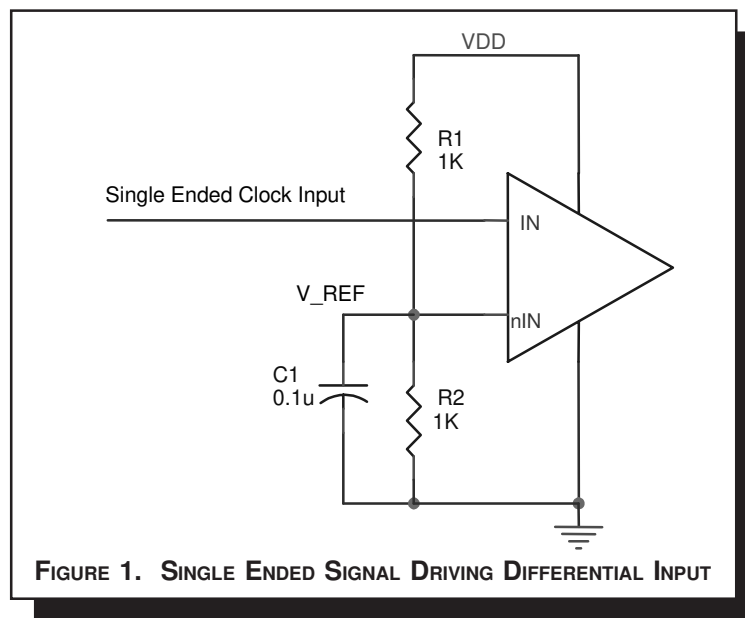 VDD
R1
1K
Single Ended Clock Input
IN
V_REF
nIN
C1
0.1u
R2
1K
FIGURE 1. SINGLE ENDED SIGNAL DRIVING DIFFERENTIAL INPUT